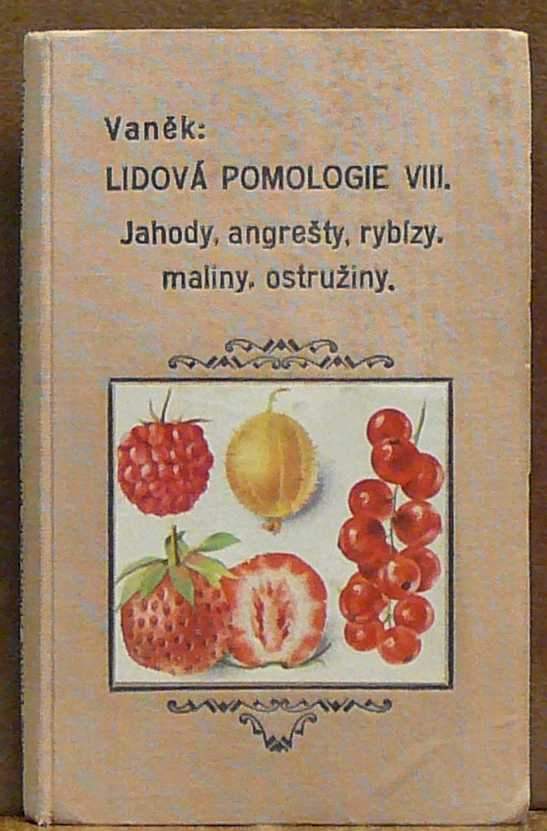 Vaněk:
LIDOVÁ POMOLOGIE VIII.
Jahody, angrešty, rybízy.
maliny, ostružiny.